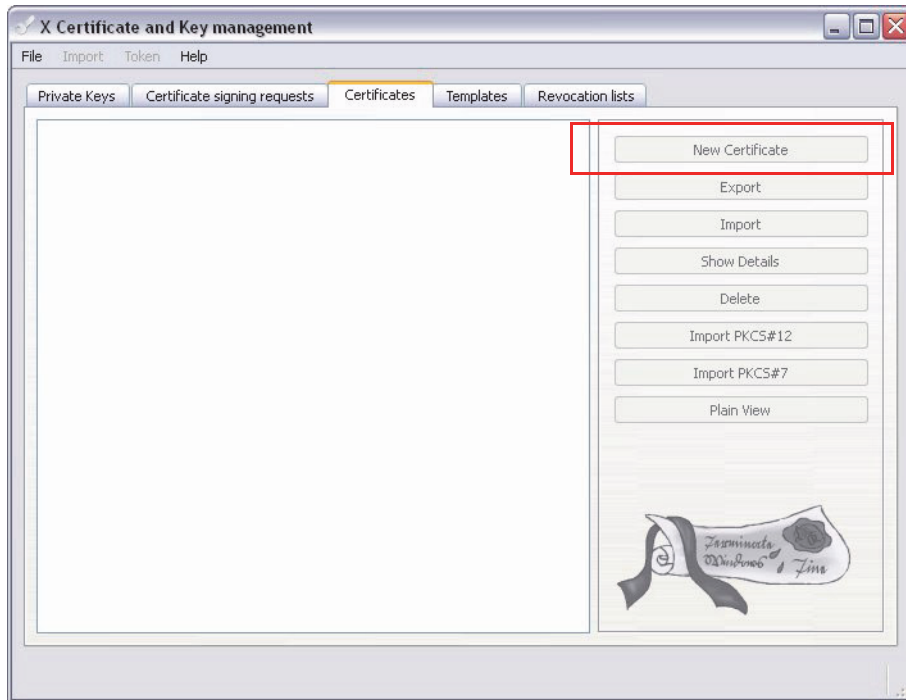 X Certificate and Key management
File Import Token Help
Private Keys Certificate signing requests Certificates Templates Revocation lists
New Certificate
Export
Import
Show Details
Delete
Import PKCS#12
Import PKCS#7
Plain View